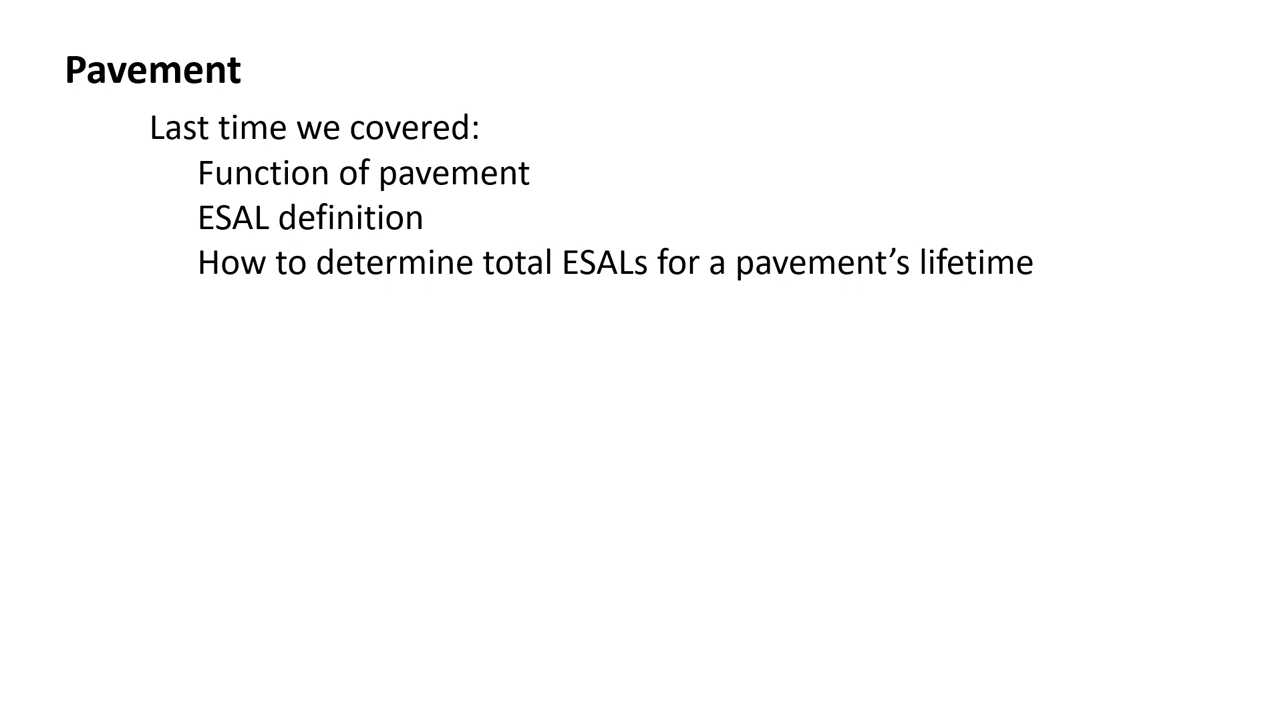 Pavement
Last time we covered:
Function of pavement
ESAL definition
How to determine total ESALs for a pavement’s lifetime